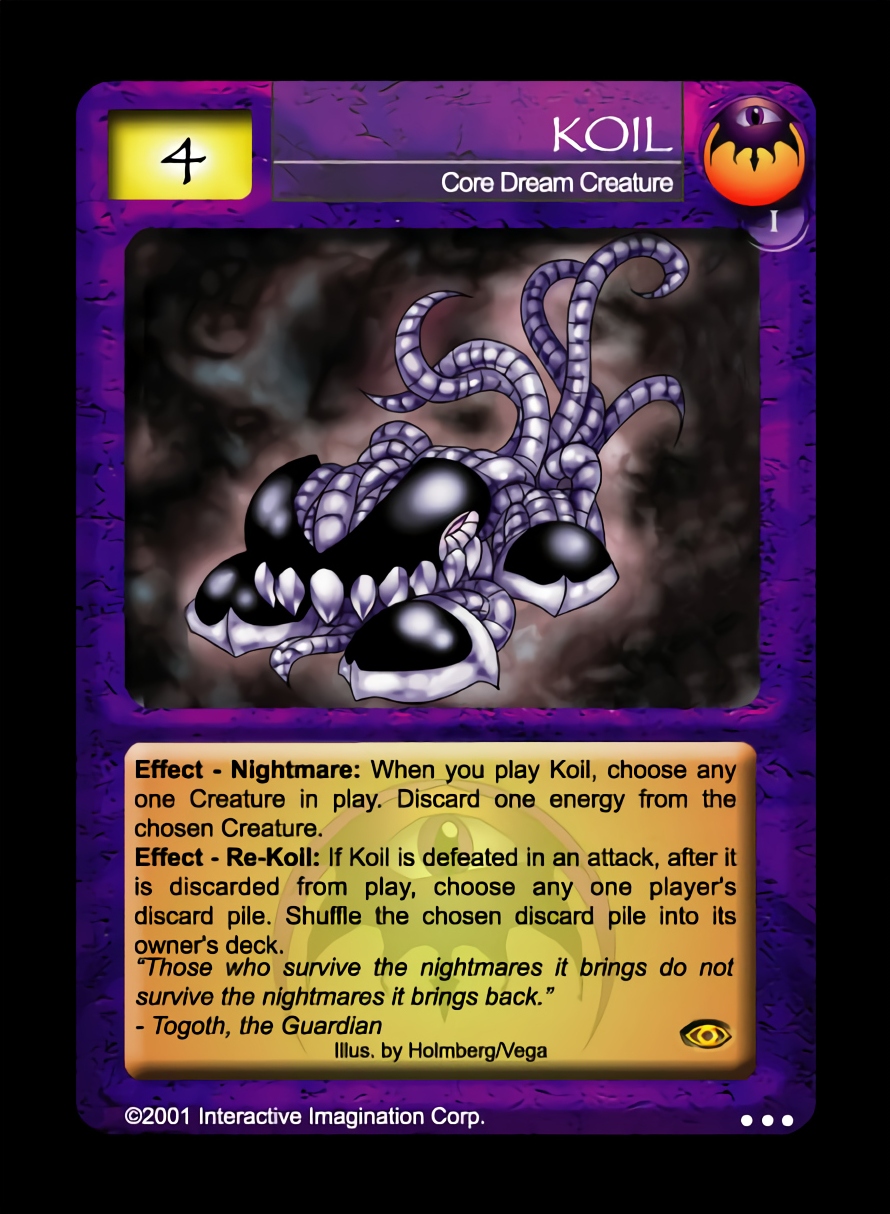 4
KOIL
Core Dream Creature
I
Effect - Nightmare: When you play Koil, choose any
one Creature in play. Discard one energy from the
chosen Creature.
Effect - Re-Koil: If Koil is defeated in an attack, after it
is discarded from play, choose any one player's
discard pile. Shuffle the chosen discard pile into its
owner's deck.
“Those who survive the nightmares it brings do not
survive the nightmares it brings back.”
- Togoth, the Guardian
Illus. by Holmberg/Vega
©2001 Interactive Imagination Corp.